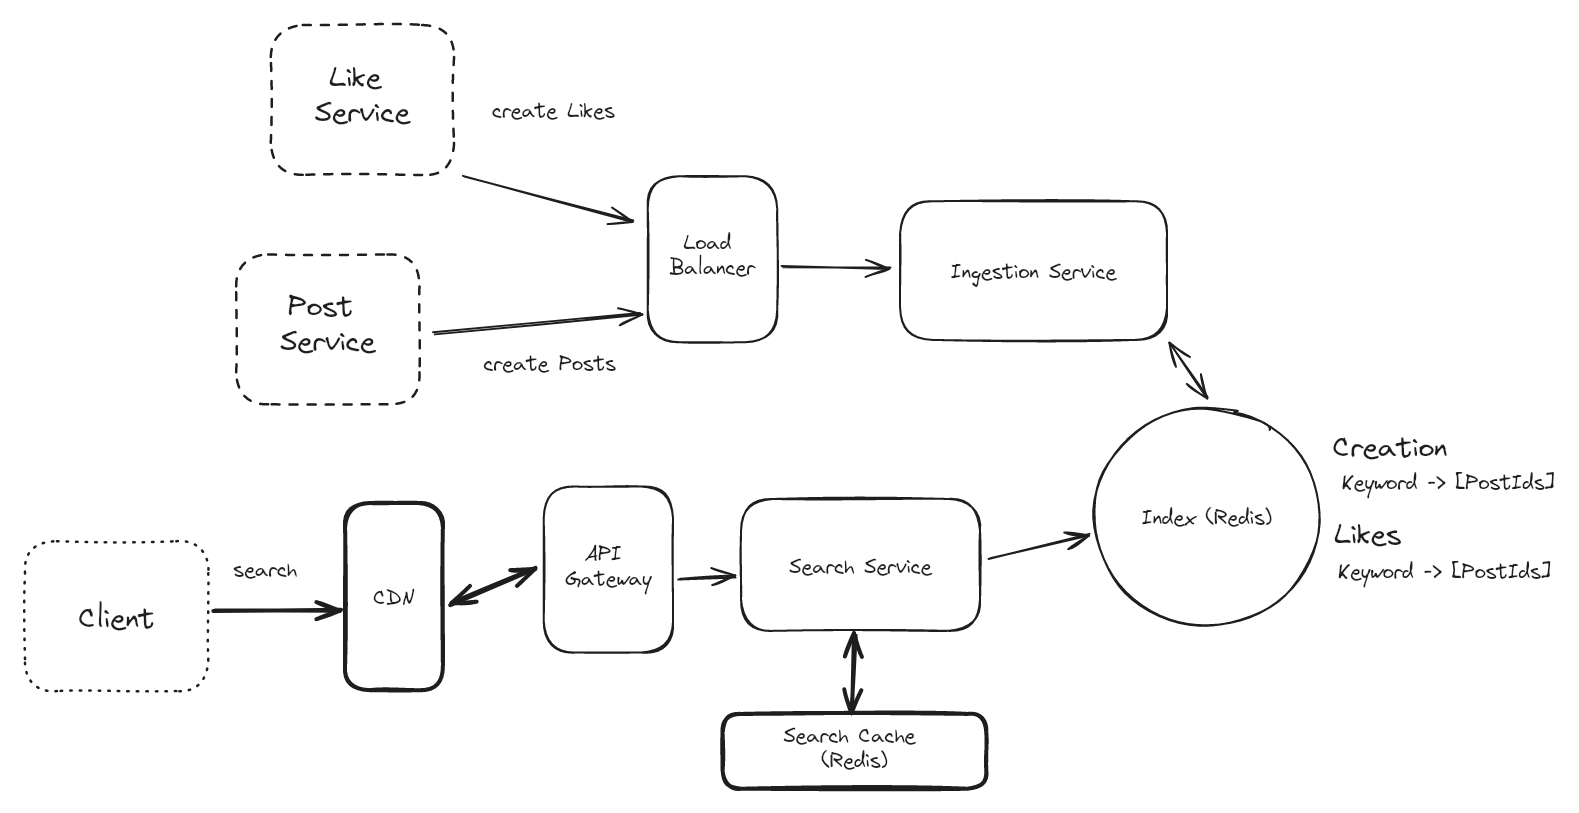 Like
Service
create Likes
Load
Balancer
Ingestion Service
Post
Service
create Posts
Creation
Keyword -> [PostIds]
Index (Redis)
Likes
Keyword -> [PostIds]
Client
search
CDN
API
Gateway
Search Service
Search Cache
(Redis)